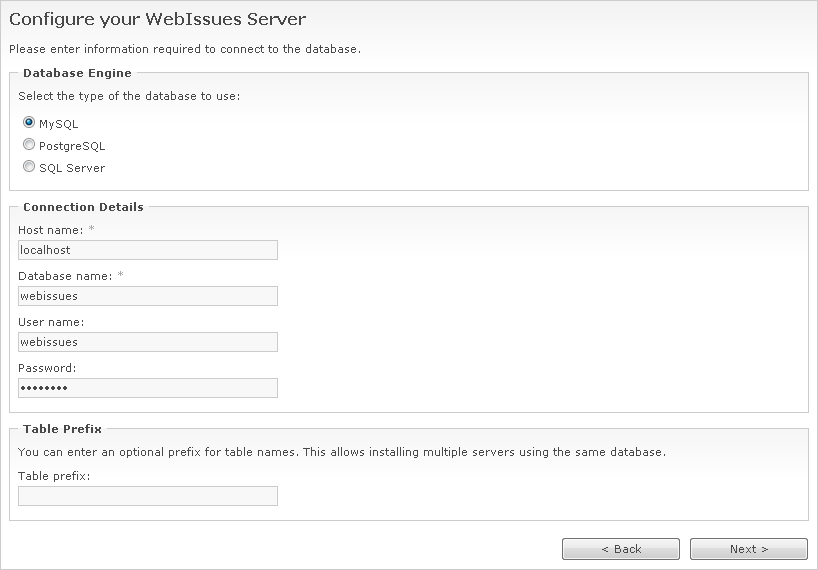 Configure your WebIssues Server
Please enter information required to connect to the database.
Database Engine
Select the type of the database to use:
MySQL
PostgreSQL
SQL Server
Connection Details
Host name: *
localhost
Database name: *
webissues
User name:
webissues
Password:
••••••••
Table Prefix
You can enter an optional prefix for table names. This allows installing multiple servers using the same database.
Table prefix:
< Back Next >